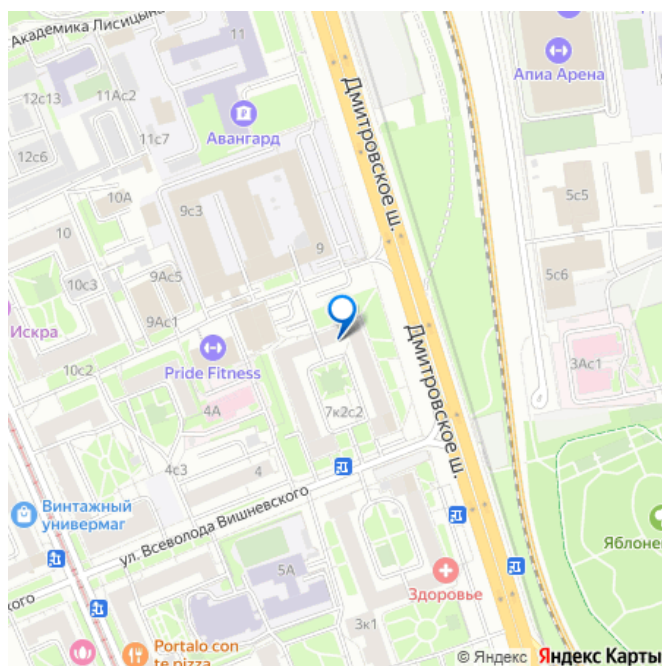 Академика Лисицына
11
Апиа Арена
12с13
11Ас2
Дмитровское ш.
Авангард
11с7
12с6
10А
9с3
5с5
10
9
10с3
9Ас5
5с6
Искра
9Ас1
Дмитровское ш.
Pride Fitness
10с2
3Ас1
4А
7к2с2
4с3
4
Винтажный
универмаг
ул. Всеволода Вишневского
Яблоне
5А
Здоровье
ского
3к1
Portalo con
te pizza
© Яндекс Яндекс Карты